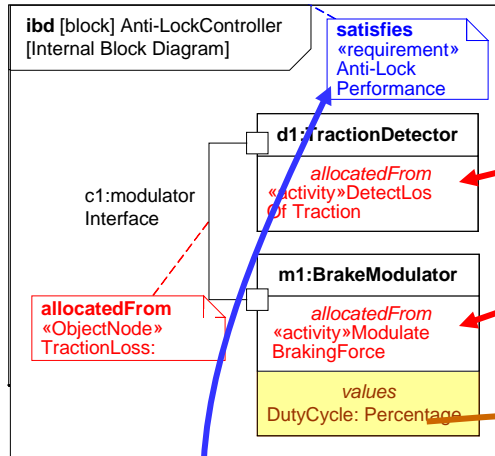 ibd [block] Anti-LockController
[Internal Block Diagram]
satisfies
«requirement»
Anti-Lock
Performance
d1:TractionDetector
allocatedFrom
«activity»DetectLos
Of Traction
c1:modulator
Interface
m1:BrakeModulator
allocatedFrom
«activity»Modulate
BrakingForce
allocatedFrom
«ObjectNode»
TractionLoss:
values
DutyCycle: Percentage